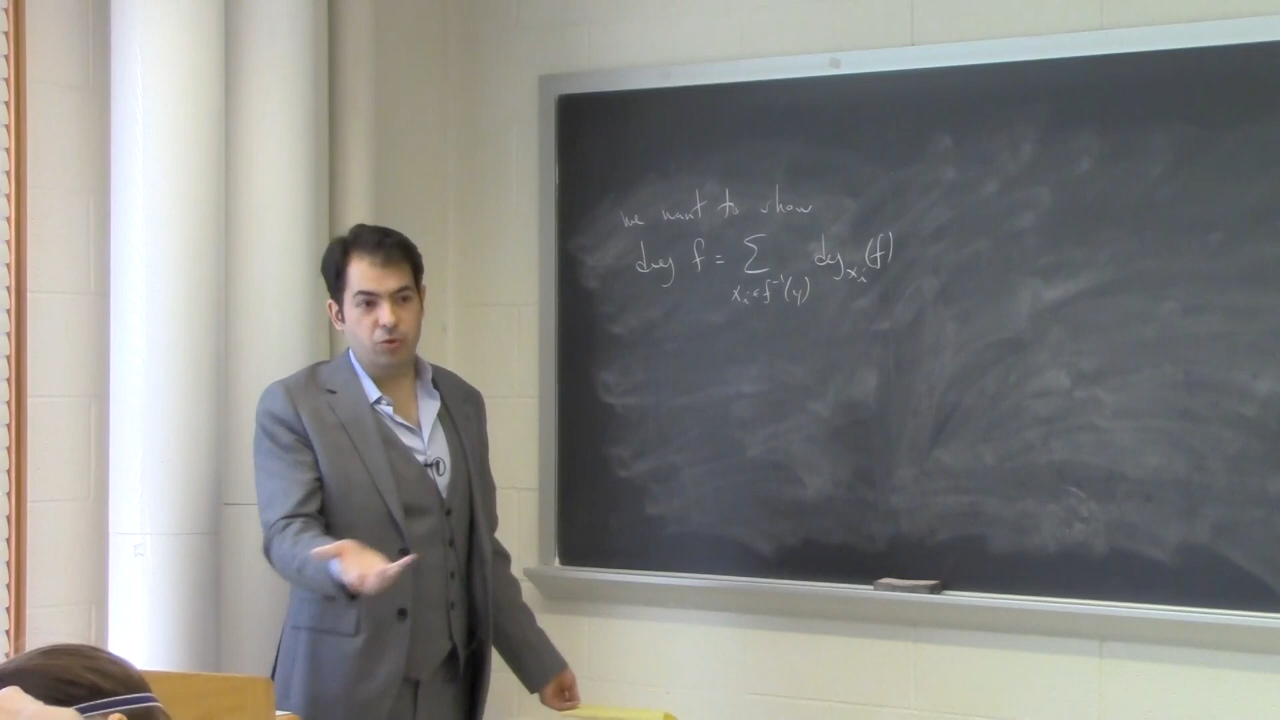 we want to show
deg f = ∑ deg_{x_i}(f)
x_i ∈ f^{-1}(y)